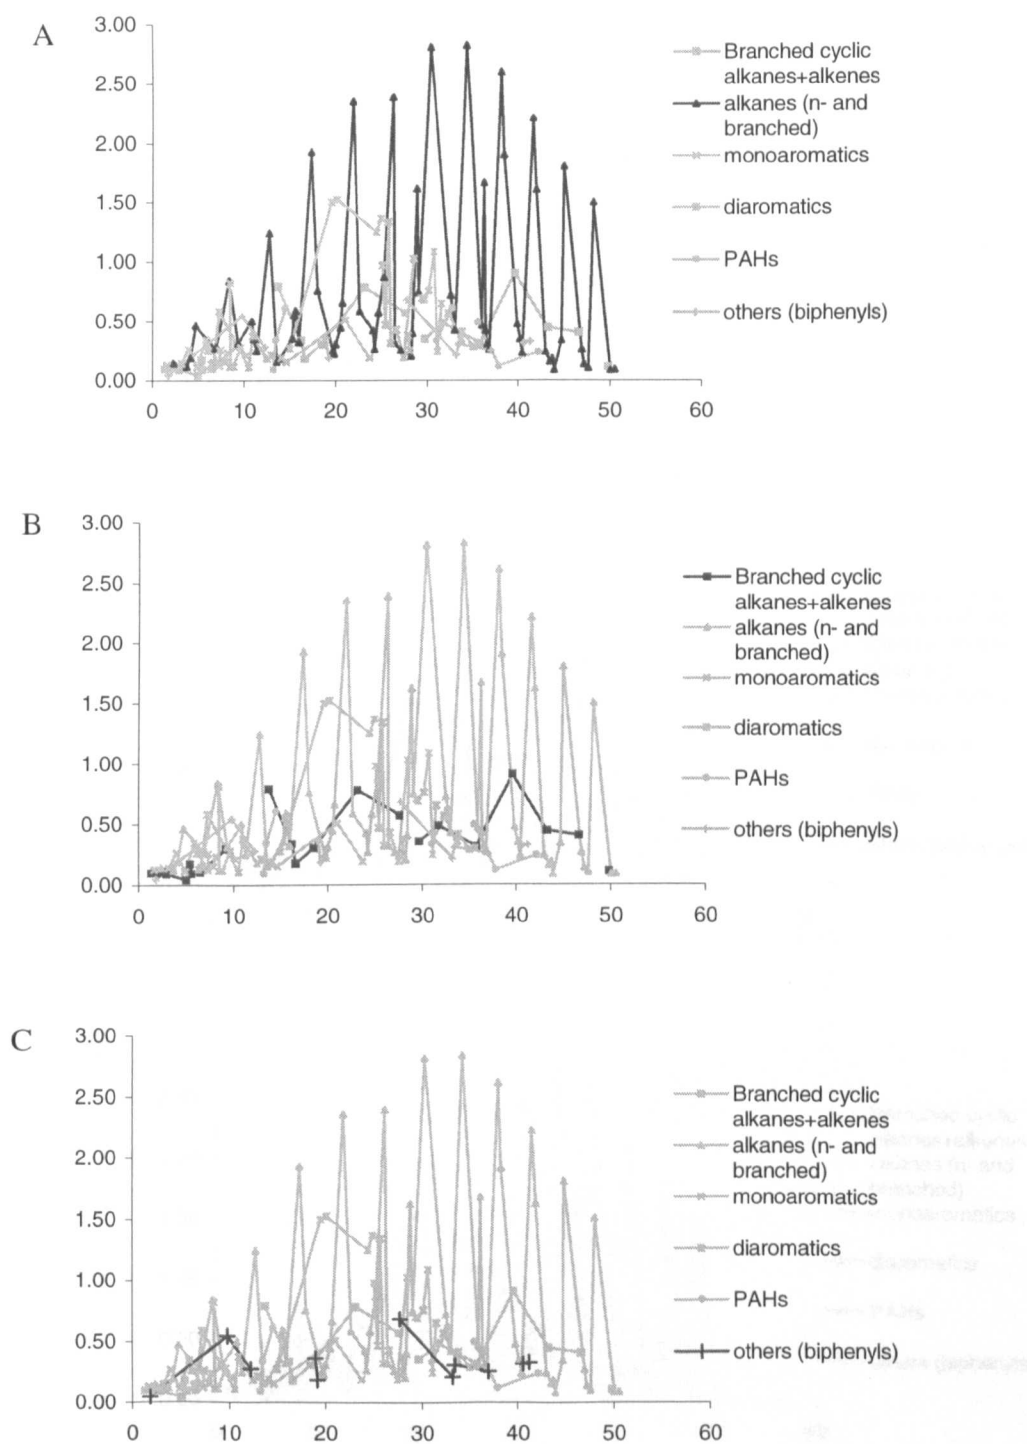 A
3.00
2.50
2.00
1.50
1.00
0.50
0.00
0 10 20 30 40 50 60
Branched cyclic
alkanes+alkenes
alkanes (n- and
branched)
monoaromatics
diaromatics
PAHs
others (biphenyls)
B
3.00
2.50
2.00
1.50
1.00
0.50
0.00
0 10 20 30 40 50 60
Branched cyclic
alkanes+alkenes
alkanes (n- and
branched)
monoaromatics
diaromatics
PAHs
others (biphenyls)
C
3.00
2.50
2.00
1.50
1.00
0.50
0.00
0 10 20 30 40 50 60
Branched cyclic
alkanes+alkenes
alkanes (n- and
branched)
monoaromatics
diaromatics
PAHs
others (biphenyls)